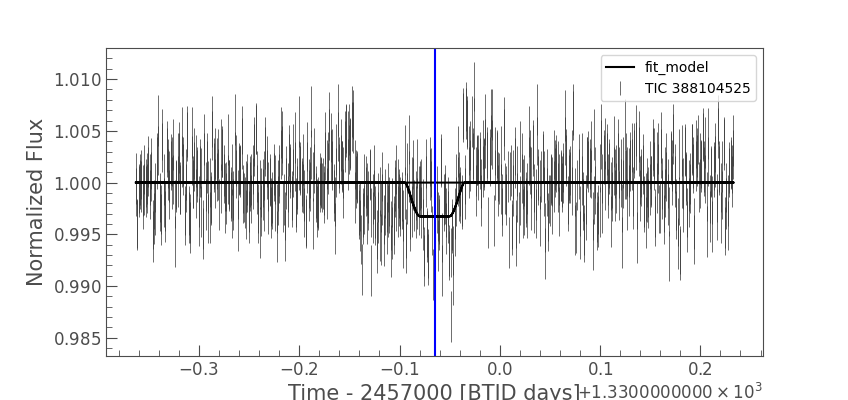 Normalized Flux
1.010
1.005
1.000
0.995
0.990
0.985
fit_model
TIC 388104525
−0.3
−0.2
−0.1
0.0
0.1
0.2
Time - 2457000 [BTJD days]
+1.3300000000 × 10³